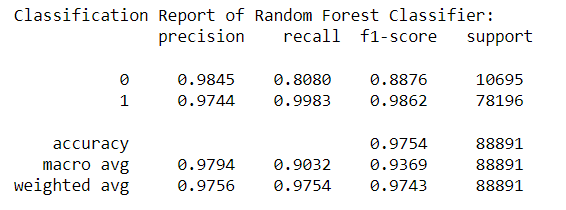 Classification Report of Random Forest Classifier:
precision recall f1-score support
0 0.9845 0.8080 0.8876 10695
1 0.9744 0.9983 0.9862 78196
accuracy 0.9754 88891
macro avg 0.9794 0.9032 0.9369 88891
weighted avg 0.9756 0.9754 0.9743 88891